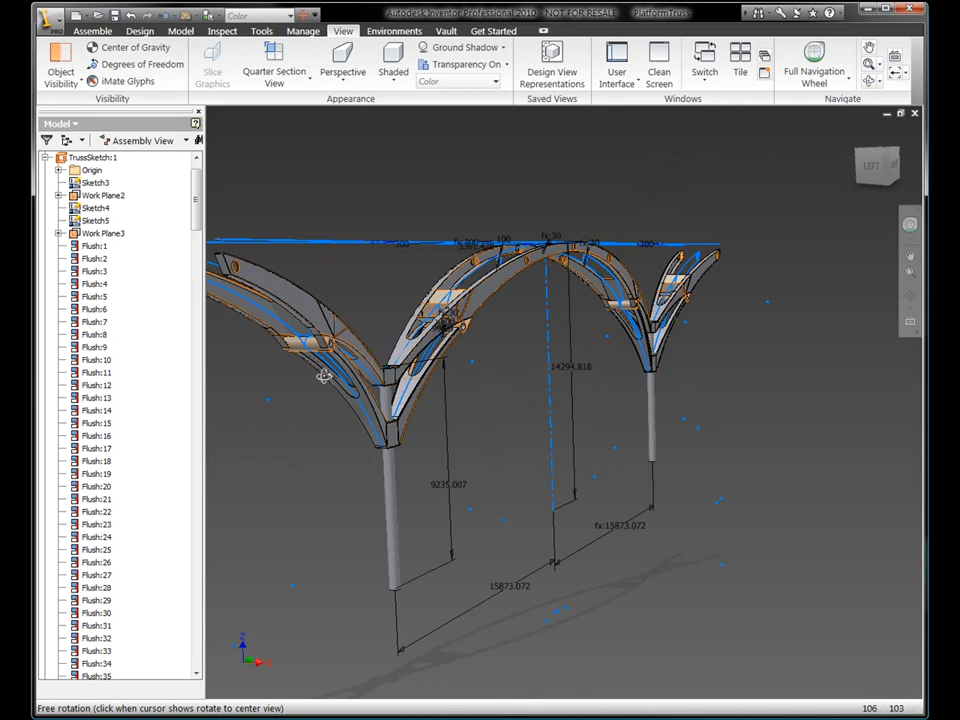 Color
Autodesk Inventor Professional 2010 - NOT FOR RESALE PlatformTruss
PRO
Assemble Design Model Inspect Tools Manage View Environments Vault Get Started
Object Visibility
Center of Gravity
Degrees of Freedom
iMate Glyphs
Visibility
Slice Graphics
Quarter Section View
Perspective
Shaded
Ground Shadow
Transparency On
Color
Appearance
Design View Representations
Saved Views
User Interface
Clean Screen
Switch
Tile
Windows
Full Navigation Wheel
Navigate
Model
Assembly View
TrussSketch:1
Origin
Sketch3
Work Plane2
Sketch4
Sketch5
Work Plane3
Flush:1
Flush:2
Flush:3
Flush:4
Flush:5
Flush:6
Flush:7
Flush:8
Flush:9
Flush:10
Flush:11
Flush:12
Flush:13
Flush:14
Flush:15
Flush:16
Flush:17
Flush:18
Flush:19
Flush:20
Flush:21
Flush:22
Flush:23
Flush:24
Flush:25
Flush:26
Flush:27
Flush:28
Flush:29
Flush:30
Flush:31
Flush:32
Flush:33
Flush:34
Flush:35
LEFT
100
fx:30
14294.818
9235.007
fx:15873.072
15873.072
Z
Free rotation (click when cursor shows rotate to center view)
106 103